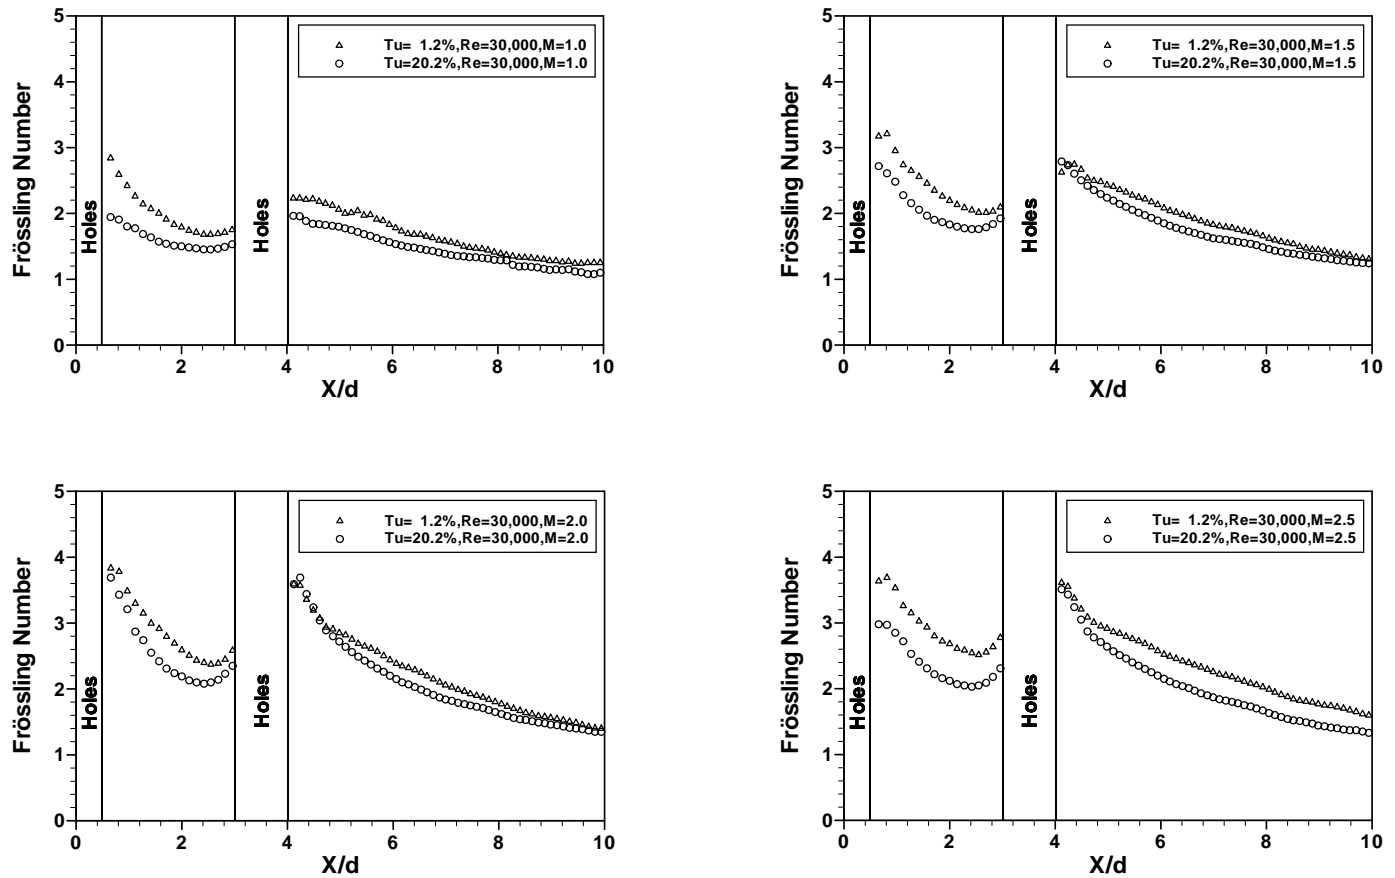 Tu= 1.2%,Re=30,000,M=1.0
Tu=20.2%,Re=30,000,M=1.0
Frössling Number
5
4
3
2
1
0
Holes
Holes
0 2 4 6 8 10
X/d
Tu= 1.2%,Re=30,000,M=1.5
Tu=20.2%,Re=30,000,M=1.5
Frössling Number
5
4
3
2
1
0
Holes
Holes
0 2 4 6 8 10
X/d
Tu= 1.2%,Re=30,000,M=2.0
Tu=20.2%,Re=30,000,M=2.0
Frössling Number
5
4
3
2
1
0
Holes
Holes
0 2 4 6 8 10
X/d
Tu= 1.2%,Re=30,000,M=2.5
Tu=20.2%,Re=30,000,M=2.5
Frössling Number
5
4
3
2
1
0
Holes
Holes
0 2 4 6 8 10
X/d